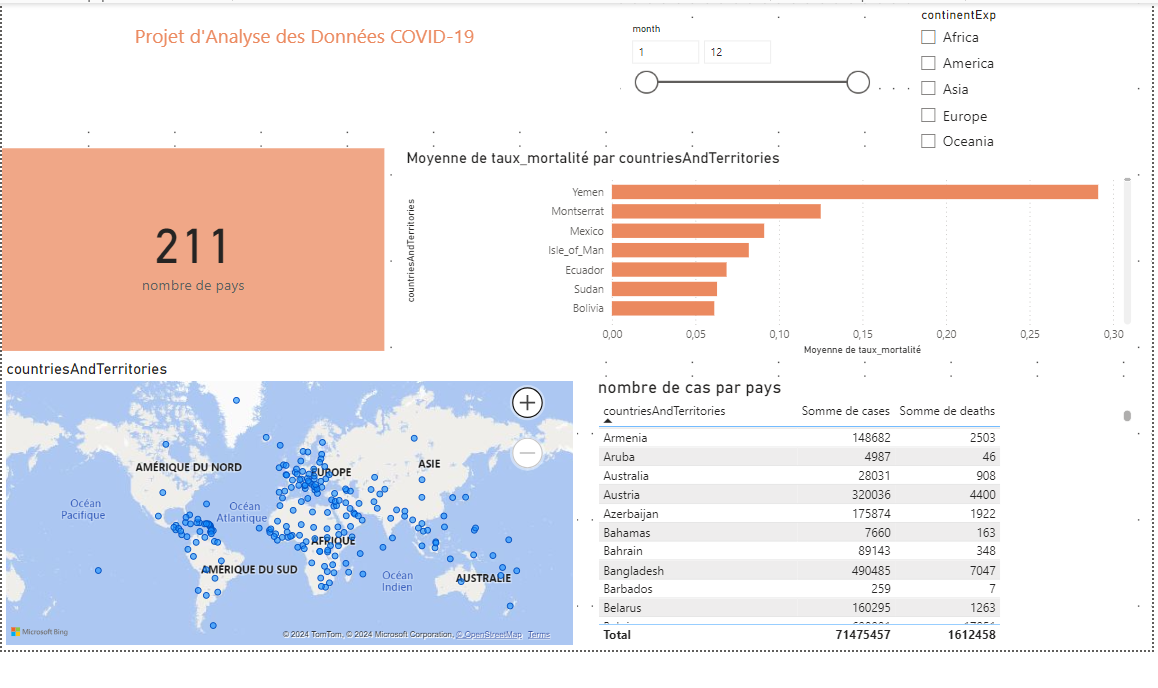 Projet d'Analyse des Données COVID-19
month
1
12
continentExp
Africa
America
Asia
Europe
Oceania
211
nombre de pays
Moyenne de taux_mortalité par countriesAndTerritories
countriesAndTerritories
Yemen
Montserrat
Mexico
Isle_of_Man
Ecuador
Sudan
Bolivia
0,00 0,05 0,10 0,15 0,20 0,25 0,30
Moyenne de taux_mortalité
countriesAndTerritories
AMÉRIQUE DU NORD
EUROPE
ASIE
Océan
Pacifique
Océan
Atlantique
AFRIQUE
AMÉRIQUE DU SUD
Océan
Indien
AUSTRALIE
Microsoft Bing
© 2024 TomTom, © 2024 Microsoft Corporation, © OpenStreetMap Terms
nombre de cas par pays
countriesAndTerritories Somme de cases Somme de deaths
Armenia 148682 2503
Aruba 4987 46
Australia 28031 908
Austria 320036 4400
Azerbaijan 175874 1922
Bahamas 7660 163
Bahrain 89143 348
Bangladesh 490485 7047
Barbados 259 7
Belarus 160295 1263
Total 71475457 1612458